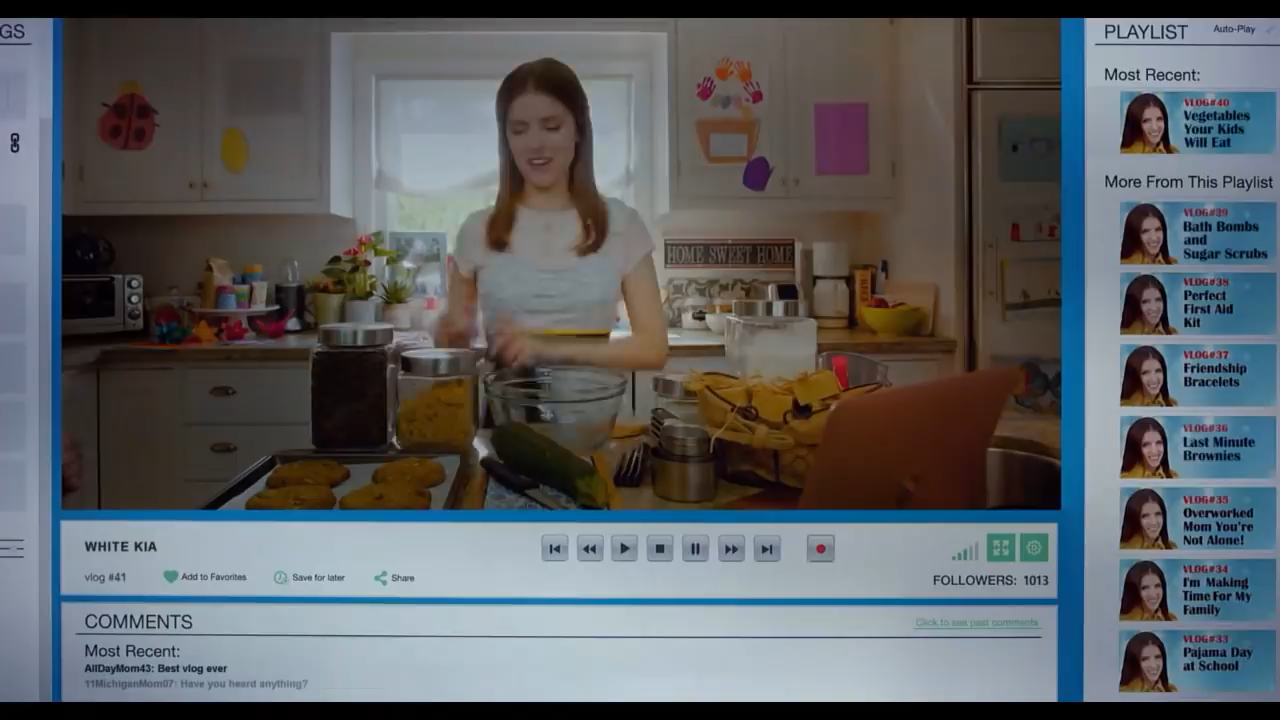 GS
HOME SWEET HOME
WHITE KIA
vlog #41
Add to Favorites
Save for later
Share
FOLLOWERS: 1013
COMMENTS
Click to see past comments
Most Recent:
AllDayMom43: Best vlog ever
11MichiganMom07: Have you heard anything?
PLAYLIST
Auto-Play
Most Recent:
VLOG#40
Vegetables
Your Kids
Will Eat
More From This Playlist
VLOG#39
Bath Bombs
and
Sugar Scrubs
VLOG#38
Perfect
First Aid
Kit
VLOG#37
Friendship
Bracelets
VLOG#36
Last Minute
Brownies
VLOG#35
Overworked
Mom You're
Not Alone!
VLOG#34
I'm Making
Time For My
Family
VLOG#33
Pajama Day
at School